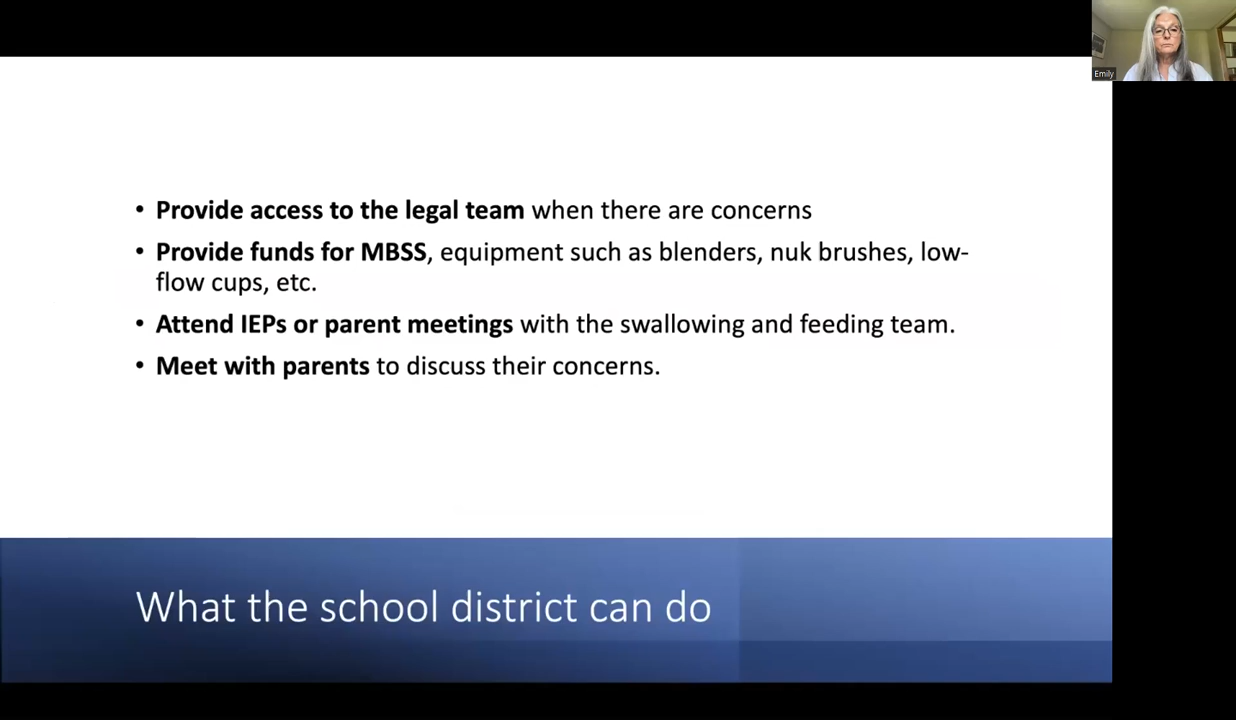 Emily
• Provide access to the legal team when there are concerns
• Provide funds for MBSS, equipment such as blenders, nuk brushes, low-
flow cups, etc.
• Attend IEPs or parent meetings with the swallowing and feeding team.
• Meet with parents to discuss their concerns.
What the school district can do